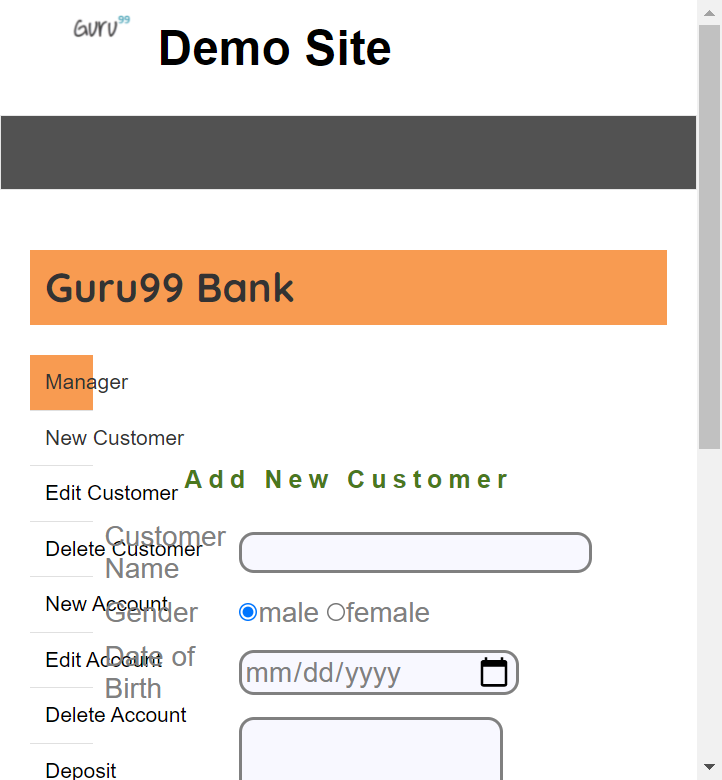 Guru99
Demo Site
Guru99 Bank
Manager
New Customer
Add New Customer
Edit Customer
Delete Customer
Customer Name
New Account
Gender
male female
Edit Account
Date of Birth
mm/dd/yyyy
Delete Account
Deposit